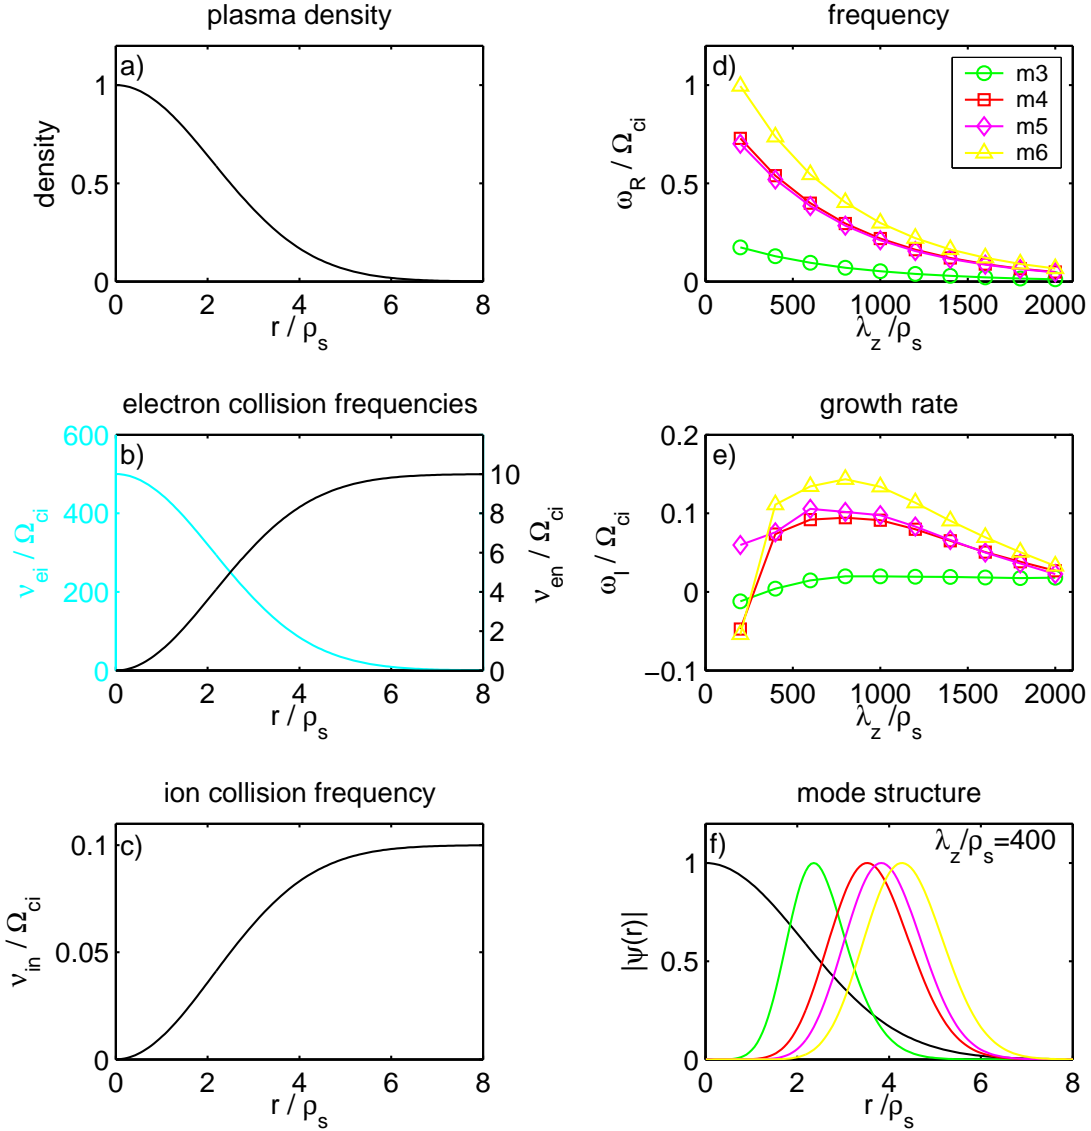 plasma density
a)
1
0.5
0
density
0 2 4 6 8
r / ρs
frequency
d)
m3
m4
m5
m6
1
0.5
0
ωR / Ωci
0 500 1000 1500 2000
λz /ρs
electron collision frequencies
b)
600
400
200
0
νei / Ωci
10
8
6
4
2
0
νen / Ωci
0 2 4 6 8
r / ρs
growth rate
e)
0.2
0.1
0
−0.1
ωI / Ωci
0 500 1000 1500 2000
λz /ρs
ion collision frequency
c)
0.1
0.05
0
νin / Ωci
0 2 4 6 8
r / ρs
mode structure
f)
λz/ρs=400
1
0.5
0
|ψ(r)|
0 2 4 6 8
r /ρs